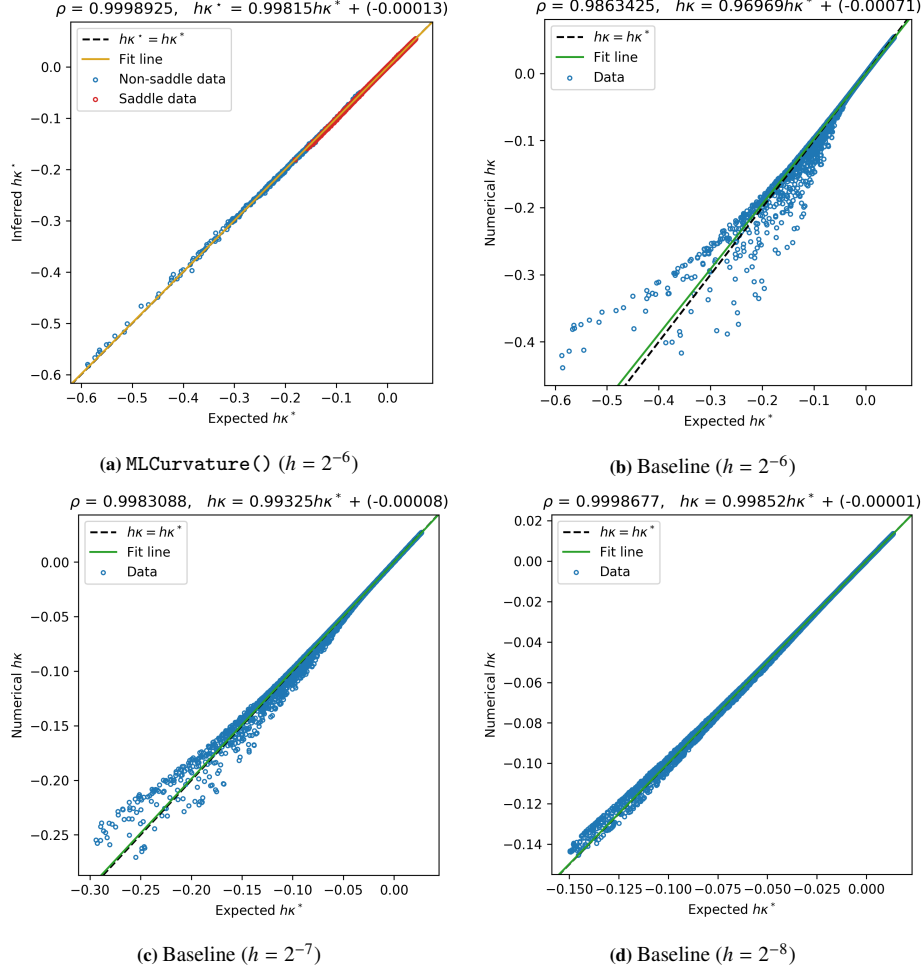 ρ = 0.9998925, hκ⋆ = 0.99815hκ* + (-0.00013)
hκ⋆ = hκ*
Fit line
Non-saddle data
Saddle data
0.0
−0.1
−0.2
−0.3
−0.4
−0.5
−0.6
Inferred hκ⋆
−0.6 −0.5 −0.4 −0.3 −0.2 −0.1 0.0
Expected hκ*
(a) MLCurvature() (h = 2⁻⁶)
ρ = 0.9863425, hκ = 0.96969hκ* + (-0.00071)
hκ = hκ*
Fit line
Data
0.0
−0.1
−0.2
−0.3
−0.4
Numerical hκ
−0.6 −0.5 −0.4 −0.3 −0.2 −0.1 0.0
Expected hκ*
(b) Baseline (h = 2⁻⁶)
ρ = 0.9983088, hκ = 0.99325hκ* + (-0.00008)
hκ = hκ*
Fit line
Data
0.00
−0.05
−0.10
−0.15
−0.20
−0.25
Numerical hκ
−0.30 −0.25 −0.20 −0.15 −0.10 −0.05 0.00
Expected hκ*
(c) Baseline (h = 2⁻⁷)
ρ = 0.9998677, hκ = 0.99852hκ* + (-0.00001)
hκ = hκ*
Fit line
Data
0.02
0.00
−0.02
−0.04
−0.06
−0.08
−0.10
−0.12
−0.14
Numerical hκ
−0.150 −0.125 −0.100 −0.075 −0.050 −0.025 0.000
Expected hκ*
(d) Baseline (h = 2⁻⁸)